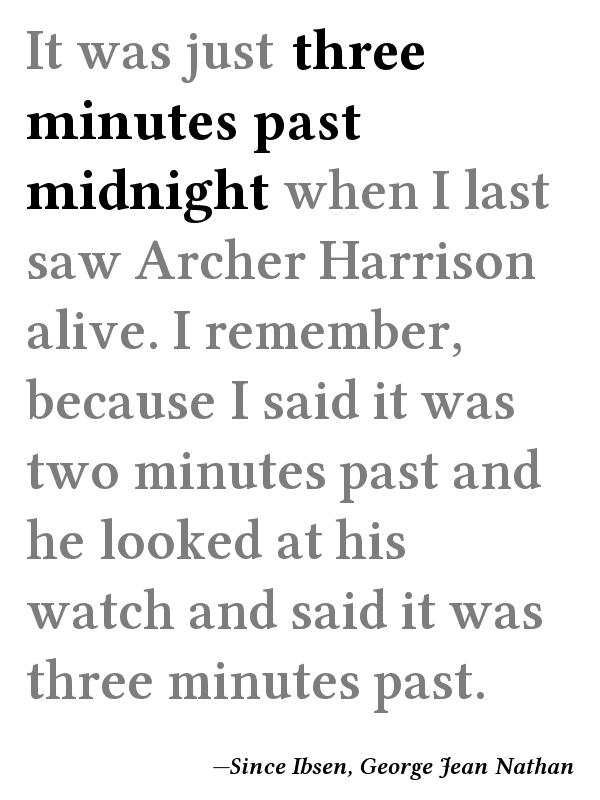 It was just three
minutes past
midnight when I last
saw Archer Harrison
alive. I remember,
because I said it was
two minutes past and
he looked at his
watch and said it was
three minutes past.
—Since Ibsen, George Jean Nathan